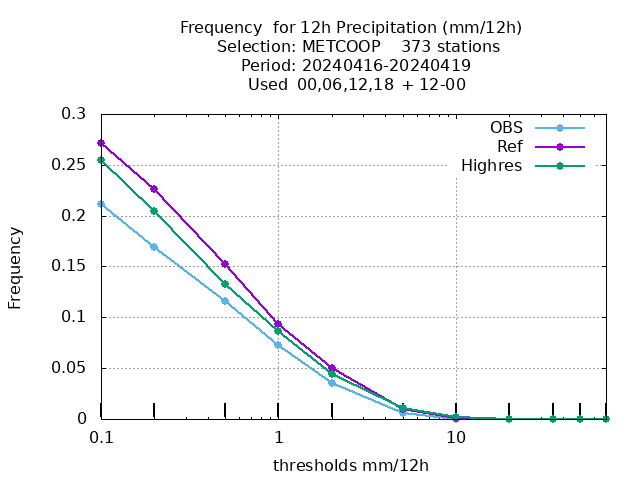 Frequency  for 12h Precipitation (mm/12h)
Selection: METCOOP    373 stations
Period: 20240416-20240419
Used  00,06,12,18  + 12-00
OBS
Ref
Highres
0.3
0.25
0.2
0.15
0.1
0.05
0
Frequency
0.1
1
10
thresholds mm/12h